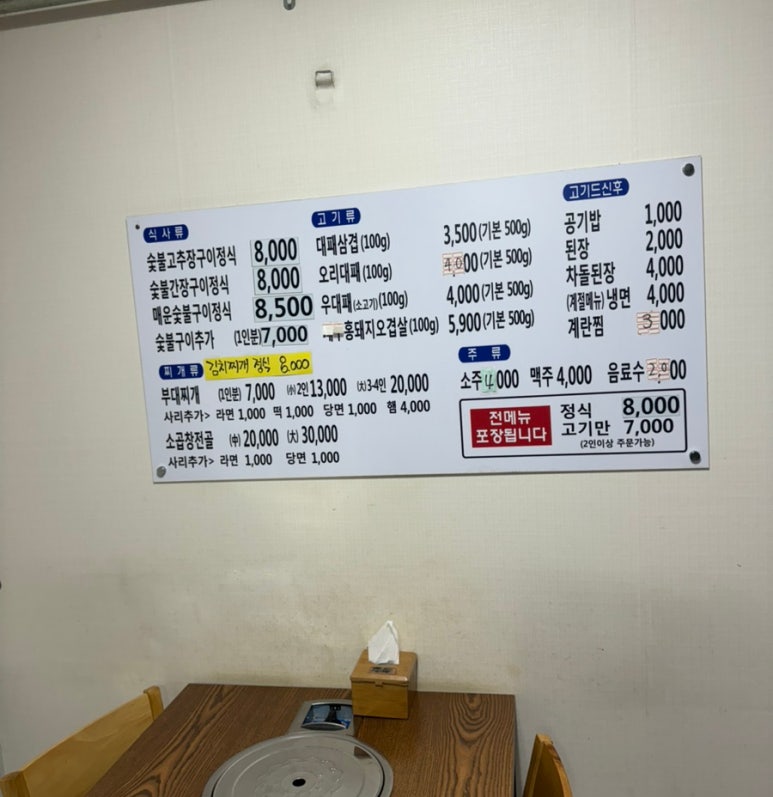 식사류
숯불고추장구이정식 8,000
숯불간장구이정식 8,000
매운숯불구이정식 8,500
숯불구이추가 (1인분)7,000
찌개류 김치찌개 정식 8.000
부대찌개 (1인분) 7,000 (小)2인 13,000 (大)3-4인 20,000
사리추가> 라면 1,000 떡 1,000 당면 1,000 햄 4,000
소곱창전골 (中) 20,000 (大) 30,000
사리추가> 라면 1,000 당면 1,000
고기류
대패삼겹 (100g) 3,500 (기본 500g)
오리대패 (100g) 4,000 (기본 500g)
우대패 (소고기) (100g) 4,000 (기본 500g)
홍돼지오겹살 (100g) 5,900 (기본 500g)
고기드신후
공기밥 1,000
된장 2,000
차돌된장 4,000
(계절메뉴) 냉면 4,000
계란찜 3,000
주류
소주 4,000 맥주 4,000 음료수 2,000
전메뉴
포장됩니다
정식 8,000
고기만 7,000
(2인이상 주문가능)